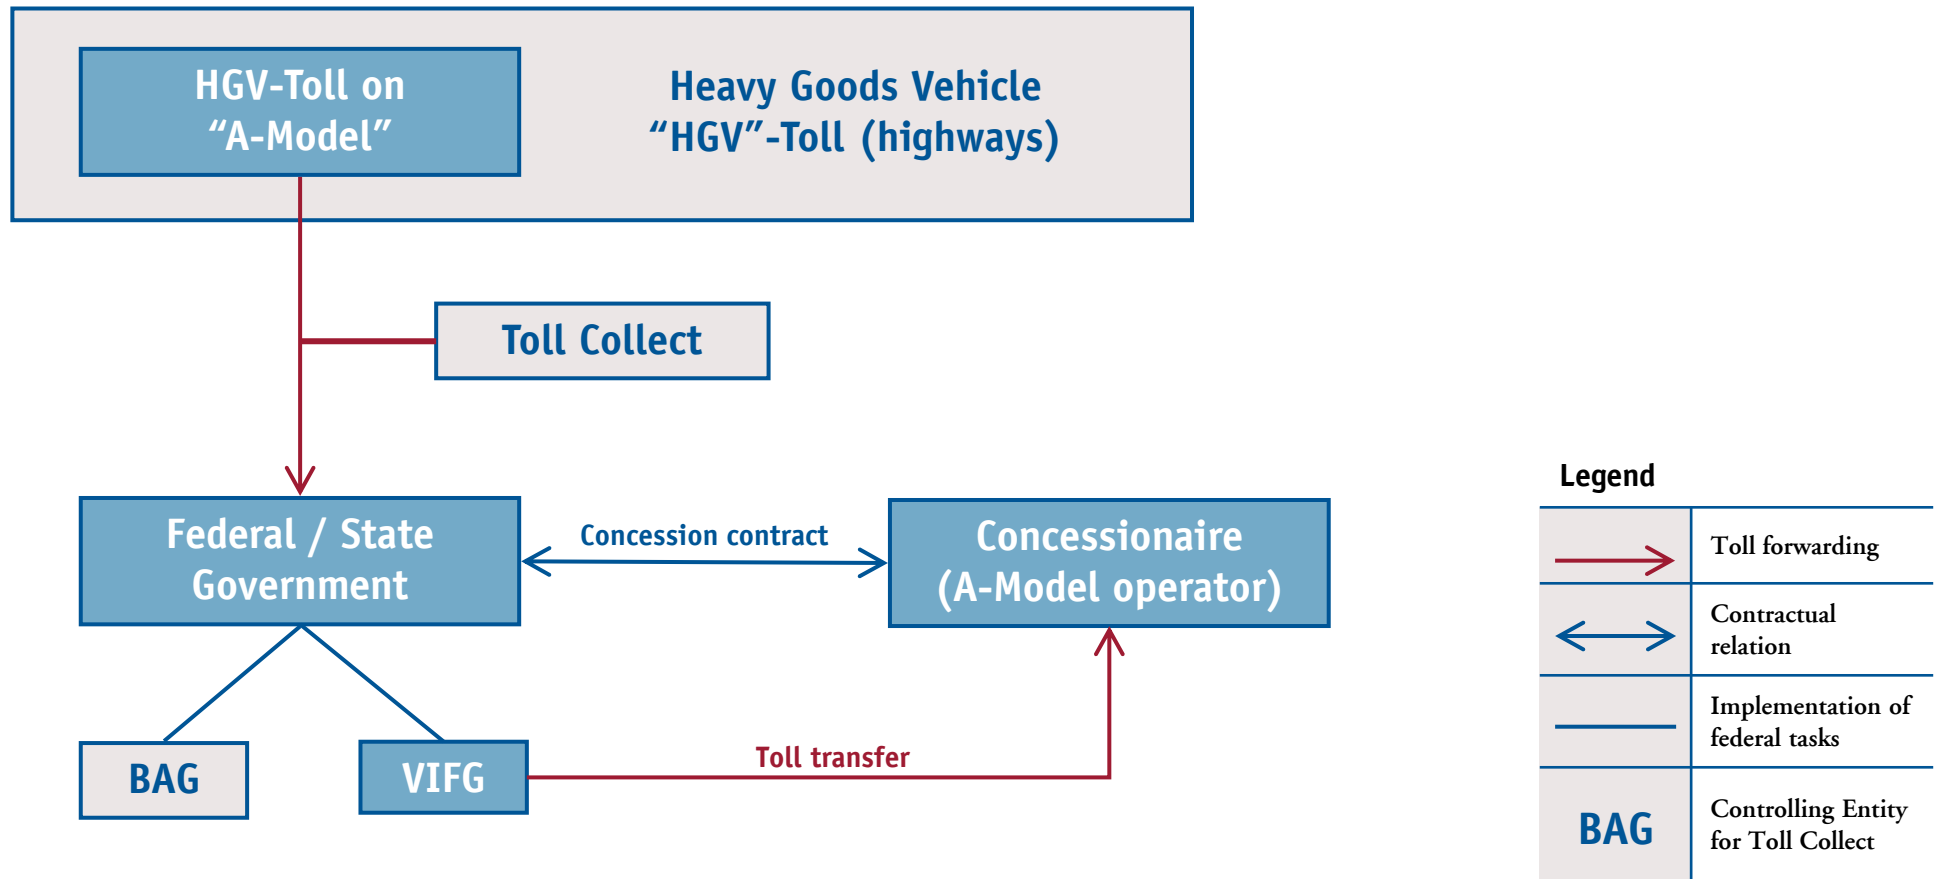 HGV-Toll on
“A-Model”
Heavy Goods Vehicle
“HGV”-Toll (highways)
Toll Collect
Federal / State
Government
Concession contract
Concessionaire
(A-Model operator)
BAG
VIFG
Toll transfer
Legend
Toll forwarding
Contractual
relation
Implementation of
federal tasks
BAG
Controlling Entity
for Toll Collect